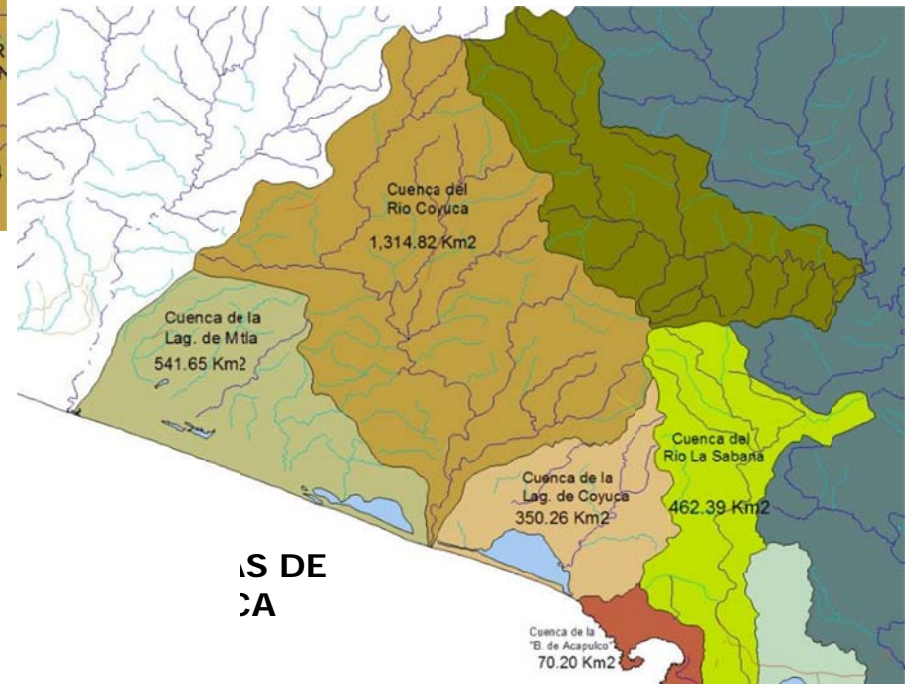 Cuenca del
Rio Coyuca
1,314.82 Km2
Cuenca de la
Lag. de Mtla
541.65 Km2
Cuenca del
Rio La Sabana
462.39 Km2
Cuenca de la
Lag. de Coyuca
350.26 Km2
AS DE
CA
Cuenca de la
"B. de Acapulco"
70.20 Km2